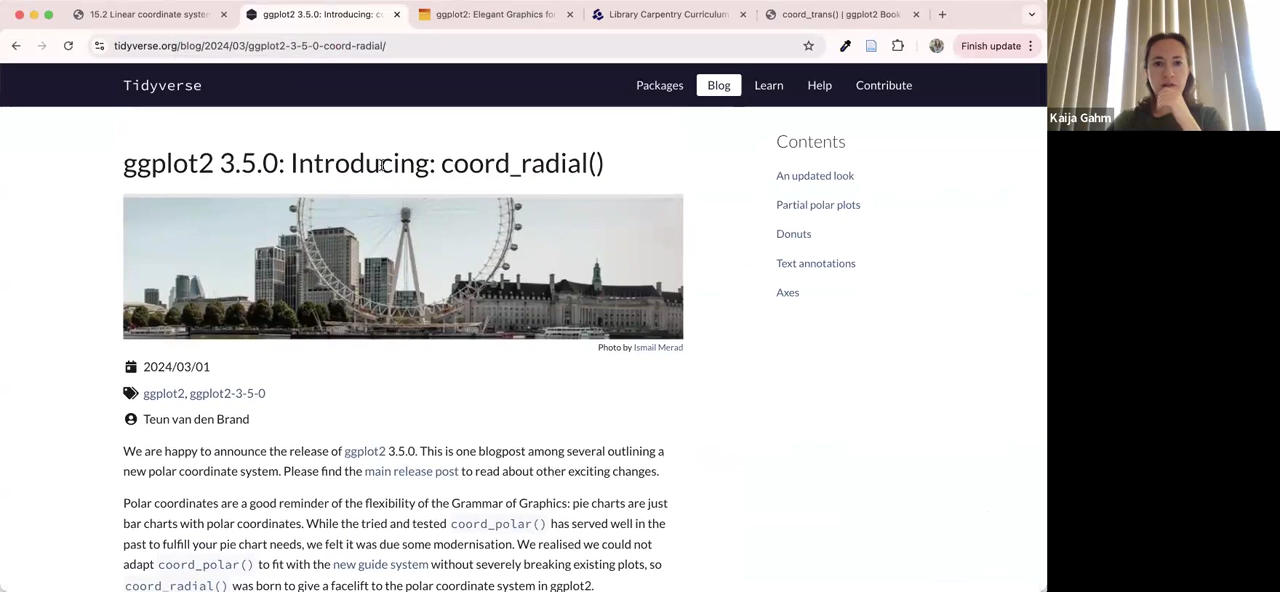 15.2 Linear coordinate system
ggplot2 3.5.0: Introducing: co
ggplot2: Elegant Graphics fo
Library Carpentry Curriculum
coord_trans() | ggplot2 Book
tidyverse.org/blog/2024/03/ggplot2-3-5-0-coord-radial/
Finish update
Kaija Gahm
Tidyverse
Packages
Blog
Learn
Help
Contribute
ggplot2 3.5.0: Introducing: coord_radial()
Photo by Ismail Merad
2024/03/01
ggplot2, ggplot2-3-5-0
Teun van den Brand
We are happy to announce the release of ggplot2 3.5.0. This is one blogpost among several outlining a
new polar coordinate system. Please find the main release post to read about other exciting changes.
Polar coordinates are a good reminder of the flexibility of the Grammar of Graphics: pie charts are just
bar charts with polar coordinates. While the tried and tested coord_polar() has served well in the
past to fulfill your pie chart needs, we felt it was due some modernisation. We realised we could not
adapt coord_polar() to fit with the new guide system without severely breaking existing plots, so
coord_radial() was born to give a facelift to the polar coordinate system in ggplot2.
Contents
An updated look
Partial polar plots
Donuts
Text annotations
Axes